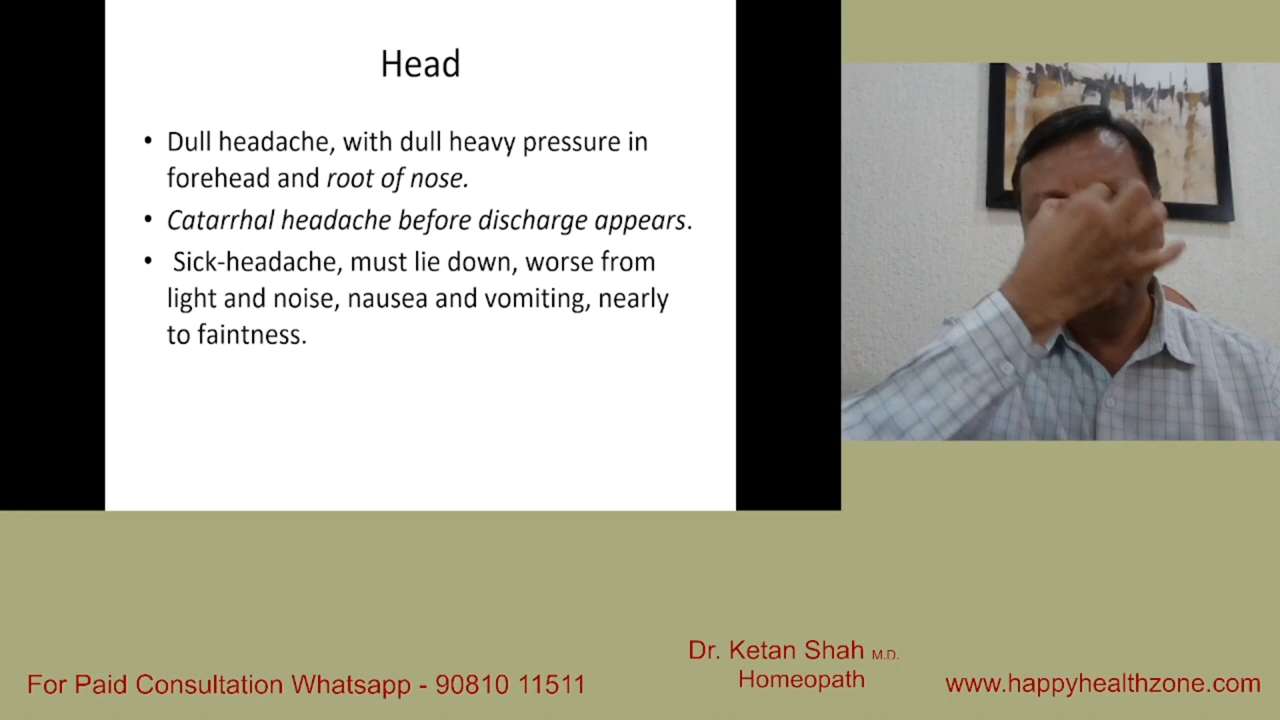 Head
• Dull headache, with dull heavy pressure in
forehead and root of nose.
• Catarrhal headache before discharge appears.
• Sick-headache, must lie down, worse from
light and noise, nausea and vomiting, nearly
to faintness.
Dr. Ketan Shah M.D.
Homeopath
For Paid Consultation Whatsapp - 90810 11511
www.happyhealthzone.com